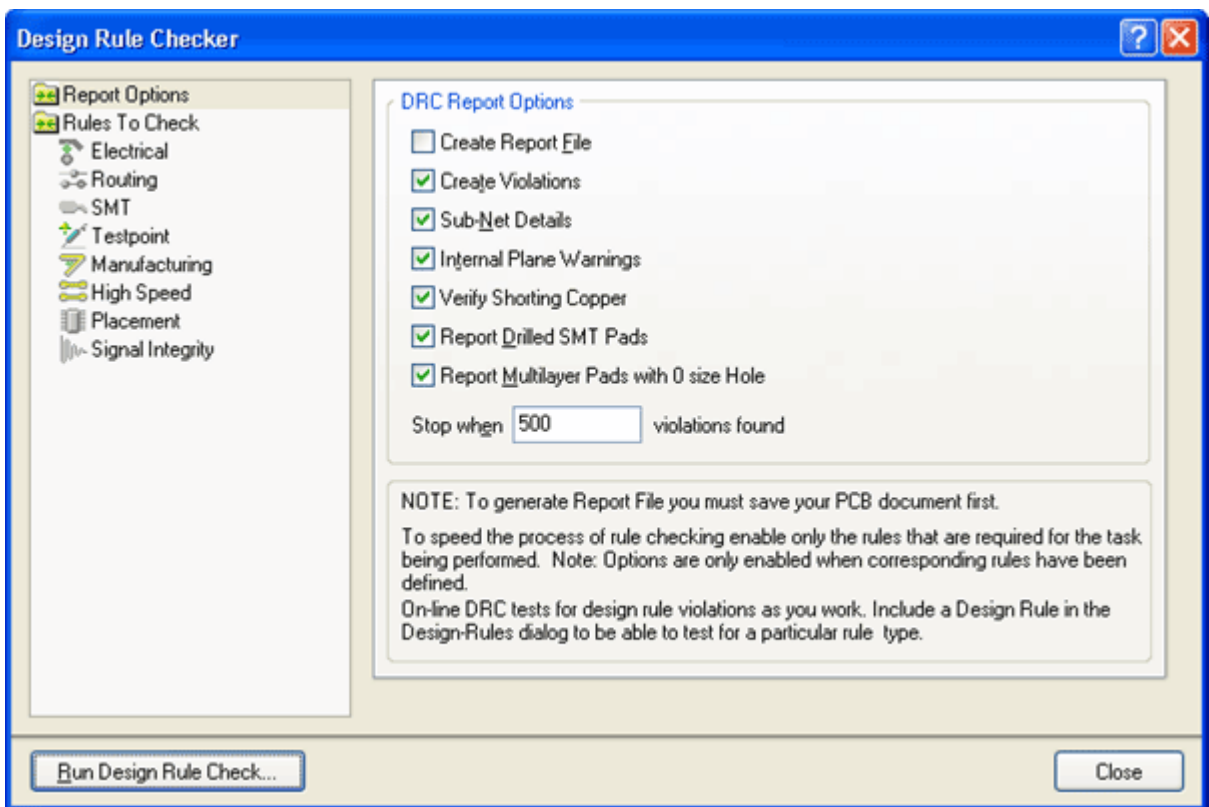 Design Rule Checker
Report Options
Rules To Check
Electrical
Routing
SMT
Testpoint
Manufacturing
High Speed
Placement
Signal Integrity
DRC Report Options
Create Report File
Create Violations
Sub-Net Details
Internal Plane Warnings
Verify Shorting Copper
Report Drilled SMT Pads
Report Multilayer Pads with 0 size Hole
Stop when 500 violations found
NOTE: To generate Report File you must save your PCB document first.
To speed the process of rule checking enable only the rules that are required for the task
being performed. Note: Options are only enabled when corresponding rules have been
defined.
On-line DRC tests for design rule violations as you work. Include a Design Rule in the
Design-Rules dialog to be able to test for a particular rule type.
Run Design Rule Check...
Close